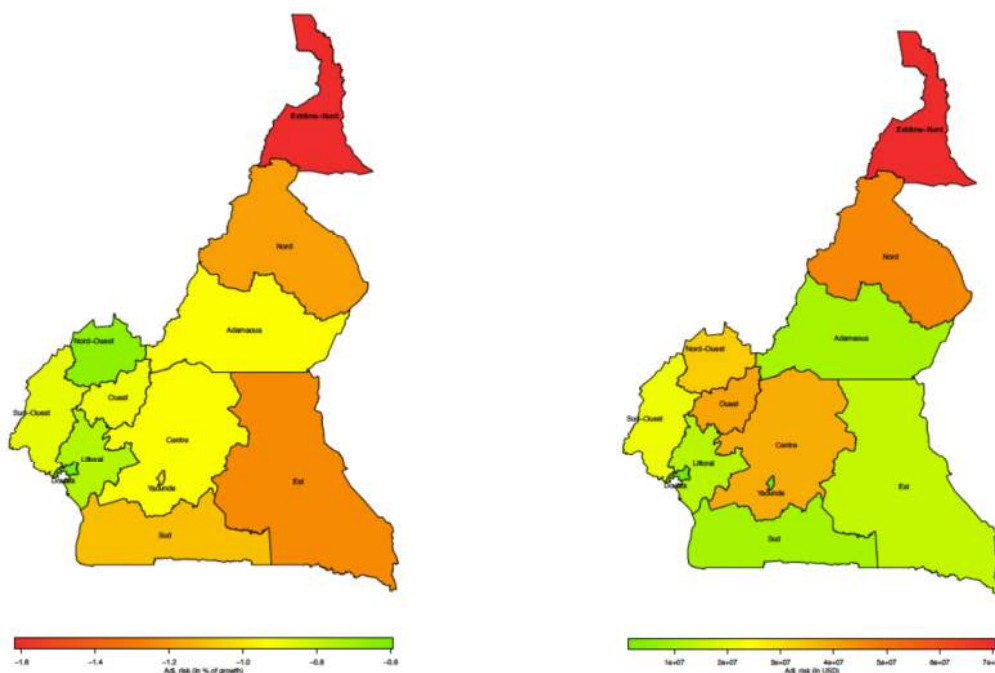 Extrême-Nord
Nord
Adamaoua
Nord-Ouest
Ouest
Sud-Ouest
Centre
Littoral
Douala
Yaounde
Est
Sud
-1.6 -1.4 -1.2 -1.0 -0.8 -0.6
Adj. risk (in % of growth)
Extrême-Nord
Nord
Adamaoua
Nord-Ouest
Ouest
Sud-Ouest
Centre
Littoral
Douala
Yaounde
Est
Sud
1e+07 2e+07 3e+07 4e+07 5e+07 6e+07
Adj. risk (in USD)